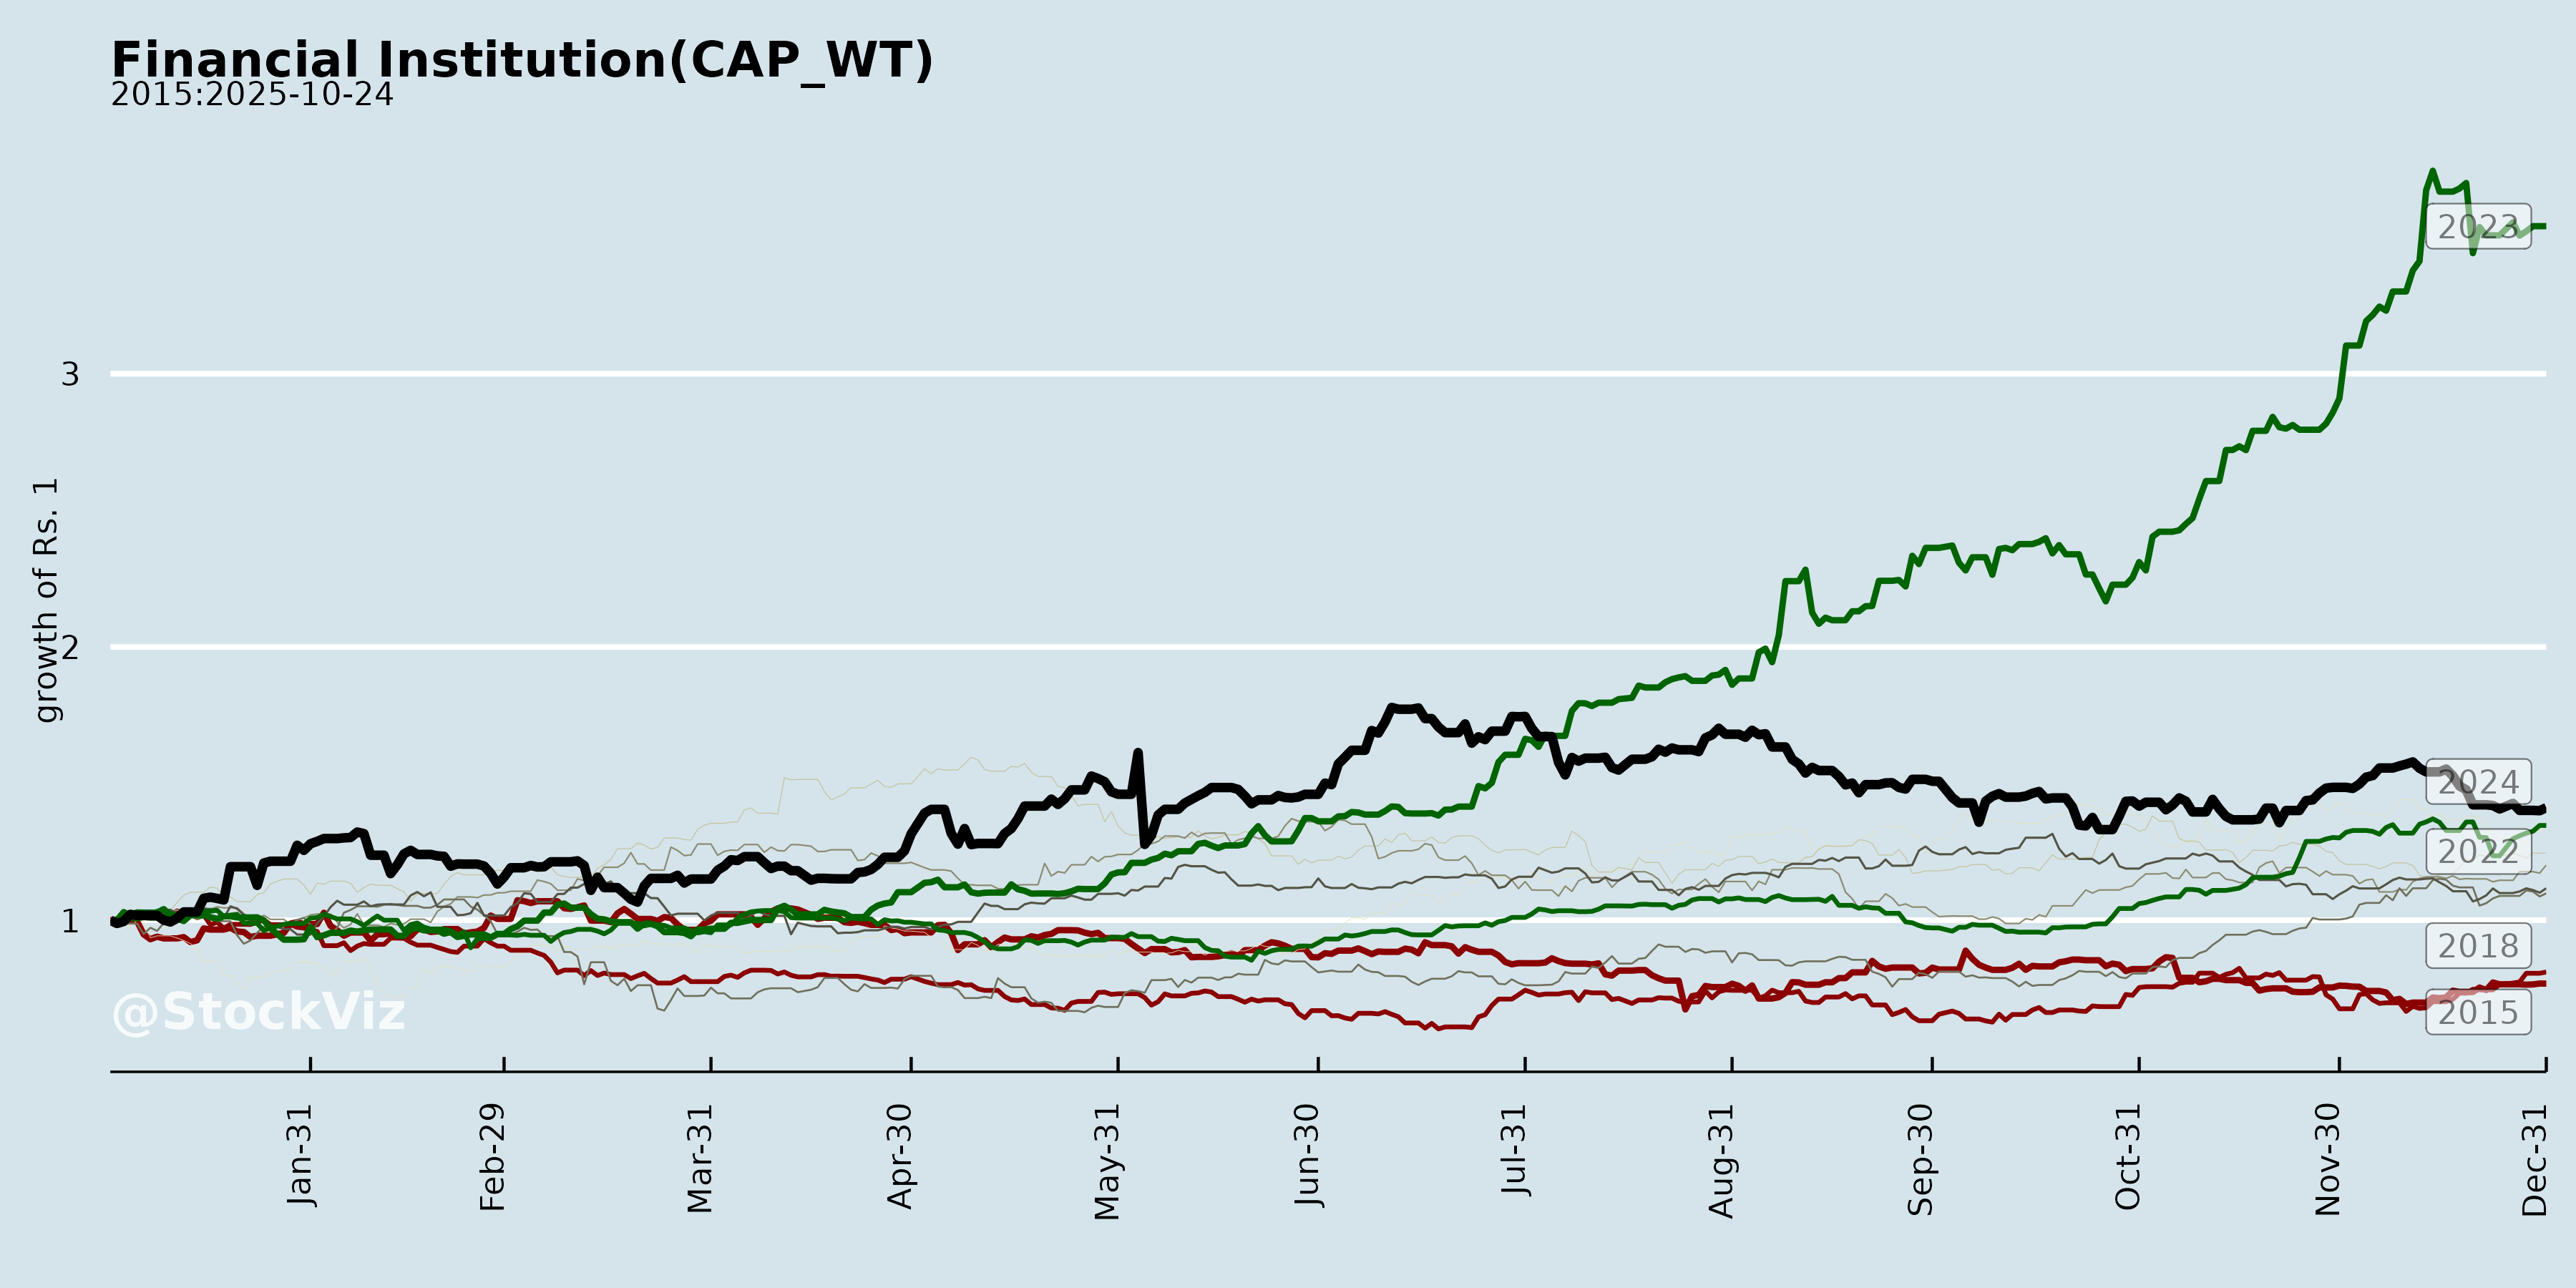 Financial Institution(CAP_WT)
2015:2025-10-24
growth of Rs. 1
3
2
1
2023
2024
2022
2018
2015
@StockViz
Jan-31
Feb-29
Mar-31
Apr-30
May-31
Jun-30
Jul-31
Aug-31
Sep-30
Oct-31
Nov-30
Dec-31